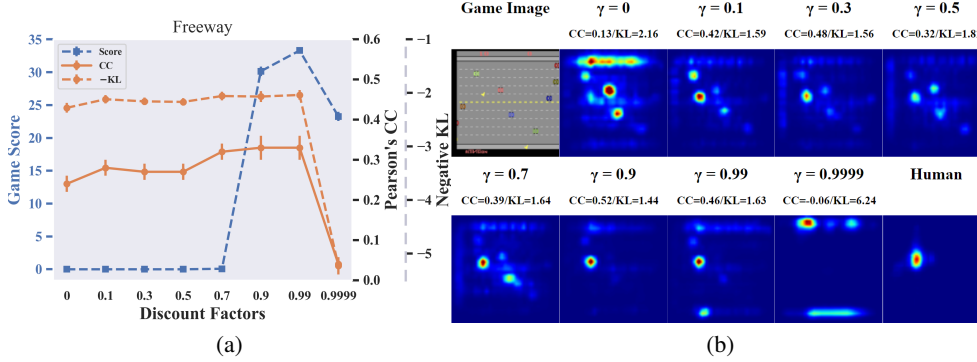 Freeway
Score
CC
−KL
Game Score
35
30
25
20
15
10
5
0
Pearson's CC
0.6
0.5
0.4
0.3
0.2
0.1
0.0
Negative KL
−1
−2
−3
−4
−5
0 0.1 0.3 0.5 0.7 0.9 0.99 0.9999
Discount Factors
(a)
Game Image γ = 0 γ = 0.1 γ = 0.3 γ = 0.5
CC=0.13/KL=2.16 CC=0.42/KL=1.59 CC=0.48/KL=1.56 CC=0.32/KL=1.8
γ = 0.7 γ = 0.9 γ = 0.99 γ = 0.9999 Human
CC=0.39/KL=1.64 CC=0.52/KL=1.44 CC=0.46/KL=1.63 CC=-0.06/KL=6.24
(b)